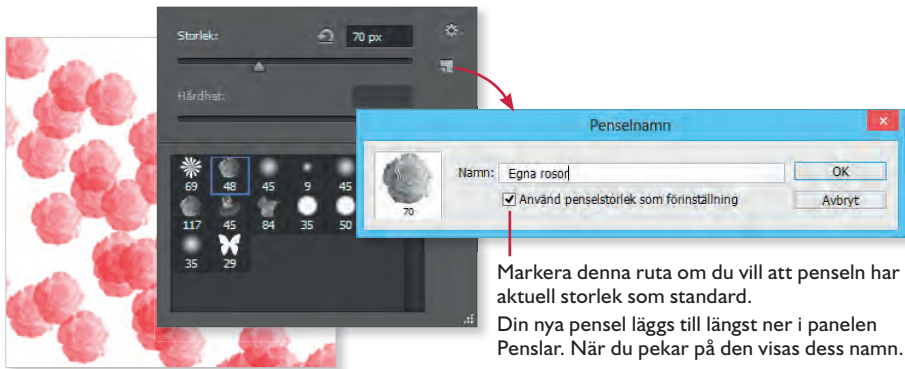 Storlek:
70 px
Hårdhet:
69 48 45 9 45
117 45 84 35 50
35 29
Penselnamn
70
Namn: Egna rosor
OK
Använd penselstorlek som förinställning
Avbryt
Markera denna ruta om du vill att penseln har
aktuell storlek som standard.
Din nya pensel läggs till längst ner i panelen
Penslar. När du pekar på den visas dess namn.